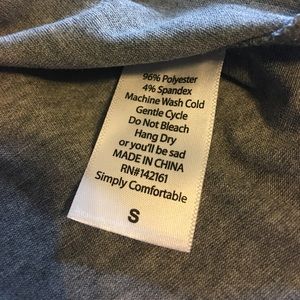 96% Polyester
4% Spandex
Machine Wash Cold
Gentle Cycle
Do Not Bleach
Hang Dry
or you'll be sad
MADE IN CHINA
RN#142161
Simply Comfortable
S